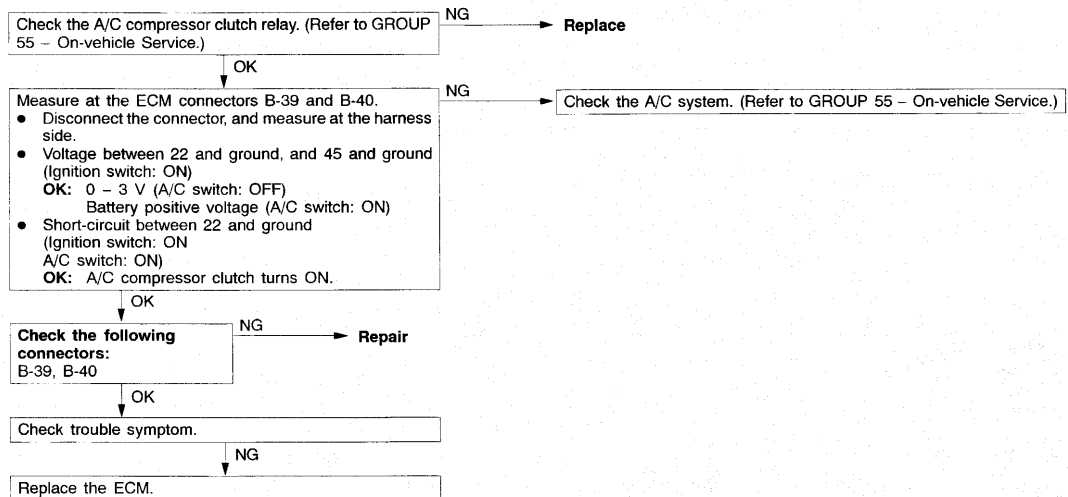 Check the A/C compressor clutch relay. (Refer to GROUP
55 – On-vehicle Service.)
NG
Replace
OK
Measure at the ECM connectors B-39 and B-40.
● Disconnect the connector, and measure at the harness
side.
● Voltage between 22 and ground, and 45 and ground
(Ignition switch: ON)
OK: 0 – 3 V (A/C switch: OFF)
Battery positive voltage (A/C switch: ON)
● Short-circuit between 22 and ground
(Ignition switch: ON
A/C switch: ON)
OK: A/C compressor clutch turns ON.
NG
Check the A/C system. (Refer to GROUP 55 – On-vehicle Service.)
OK
Check the following
connectors:
B-39, B-40
NG
Repair
OK
Check trouble symptom.
NG
Replace the ECM.